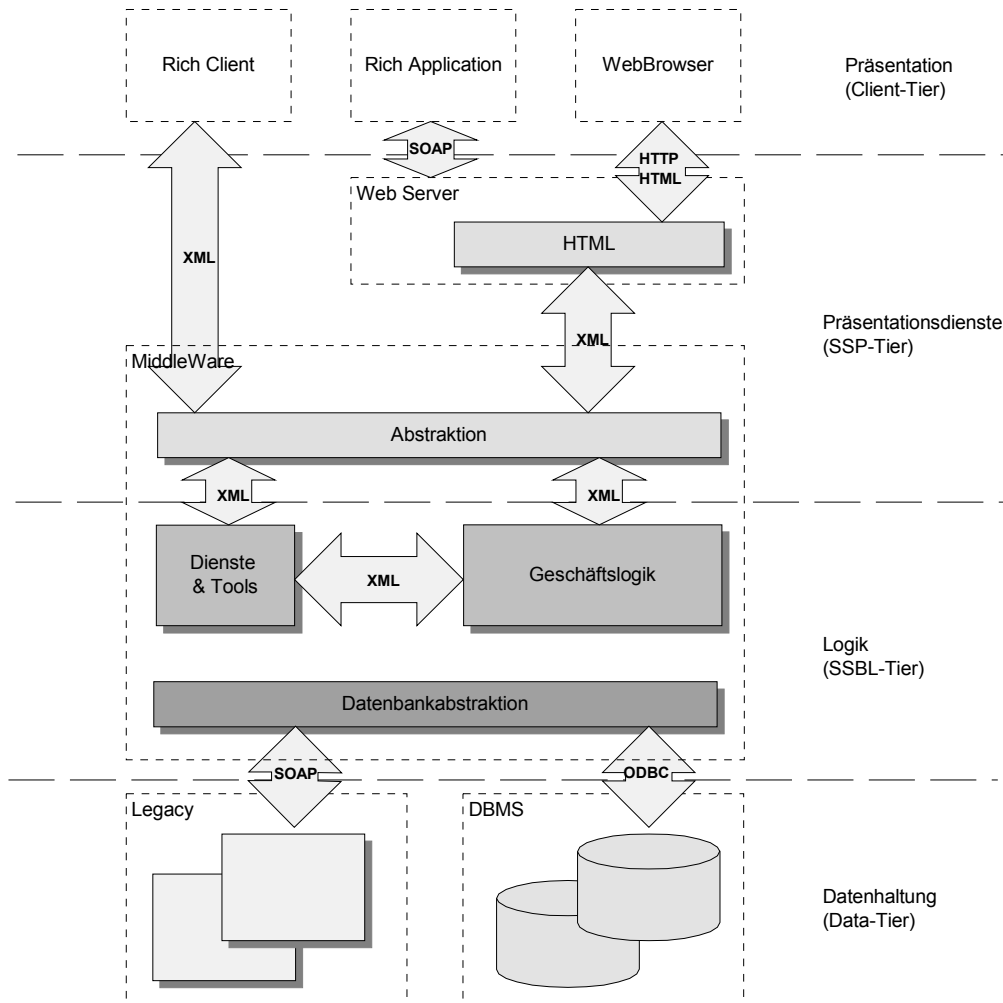 Rich Client
Rich Application
WebBrowser
Präsentation
(Client-Tier)
SOAP
HTTP
HTML
Web Server
HTML
XML
XML
Präsentationsdienste
(SSP-Tier)
MiddleWare
Abstraktion
XML
XML
Dienste
& Tools
XML
Geschäftslogik
Logik
(SSBL-Tier)
Datenbankabstraktion
SOAP
ODBC
Legacy
DBMS
Datenhaltung
(Data-Tier)